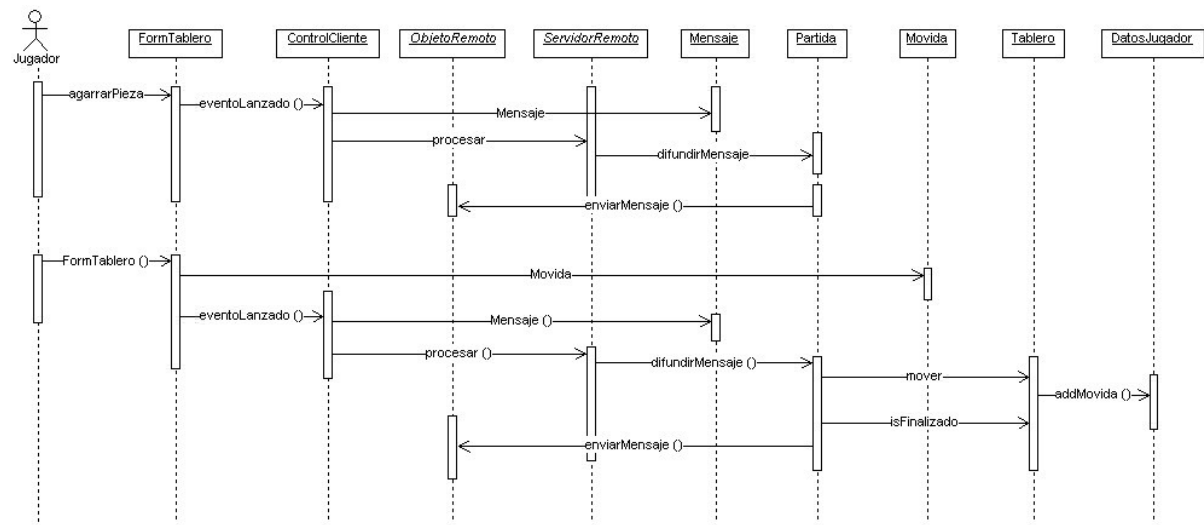 Jugador
FormTablero
ControlCliente
ObjetoRemoto
ServidorRemoto
Mensaje
Partida
Movida
Tablero
DatosJugador
agarrarPieza
eventoLanzado ()
Mensaje
procesar
difundirMensaje
enviarMensaje ()
FormTablero ()
Movida
eventoLanzado ()
Mensaje ()
procesar ()
difundirMensaje ()
mover
addMovida ()
isFinalizado
enviarMensaje ()